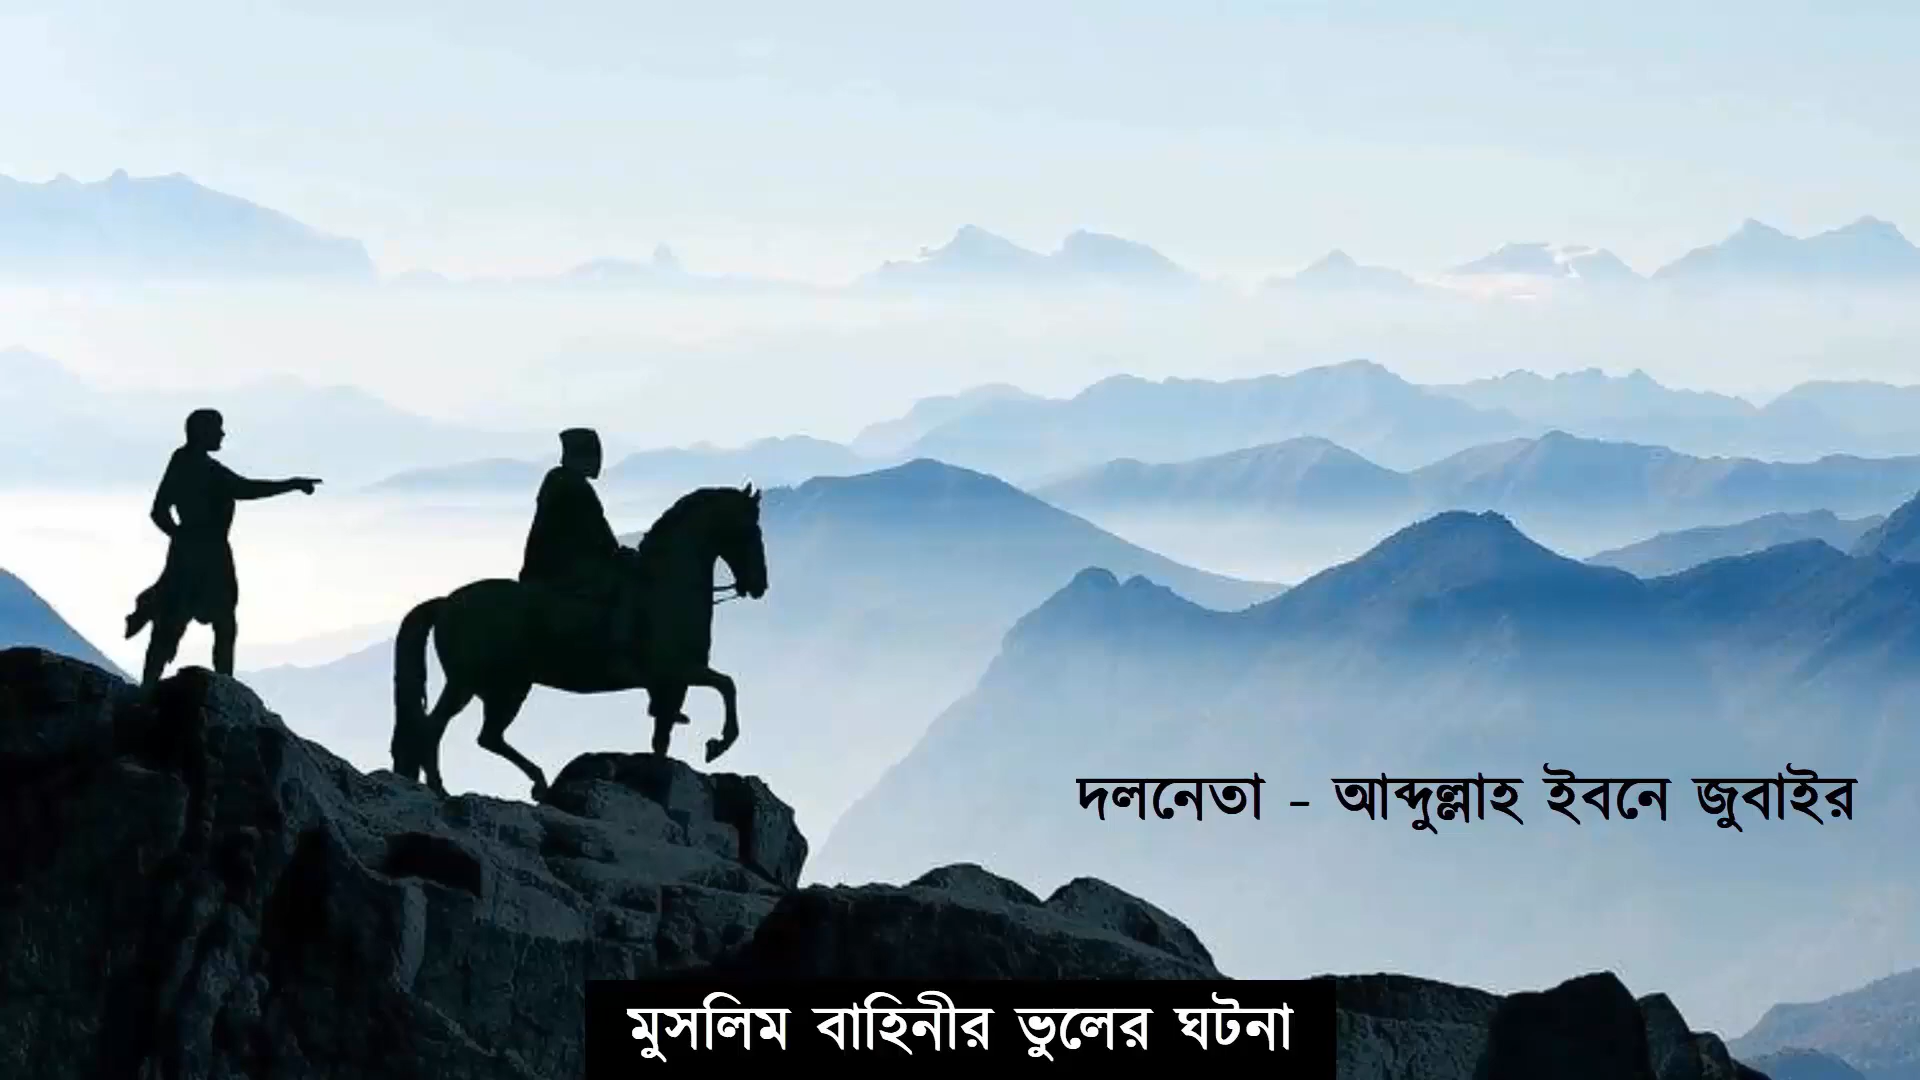 দলনেতা - আব্দুল্লাহ ইবনে জুবাইর
মুসলিম বাহিনীর ভুলের ঘটনা